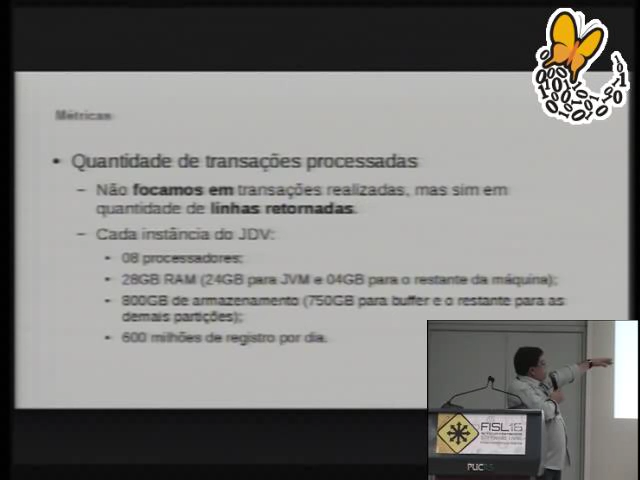 Métricas
• Quantidade de transações processadas
– Não focamos em transações realizadas, mas sim em
quantidade de linhas retornadas.
– Cada instância do JDV:
• 08 processadores;
• 28GB RAM (24GB para JVM e 04GB para o restante da máquina);
• 800GB de armazenamento (750GB para buffer e o restante para as
demais partições);
• 600 milhões de registro por dia.
FISL16
PUCRS